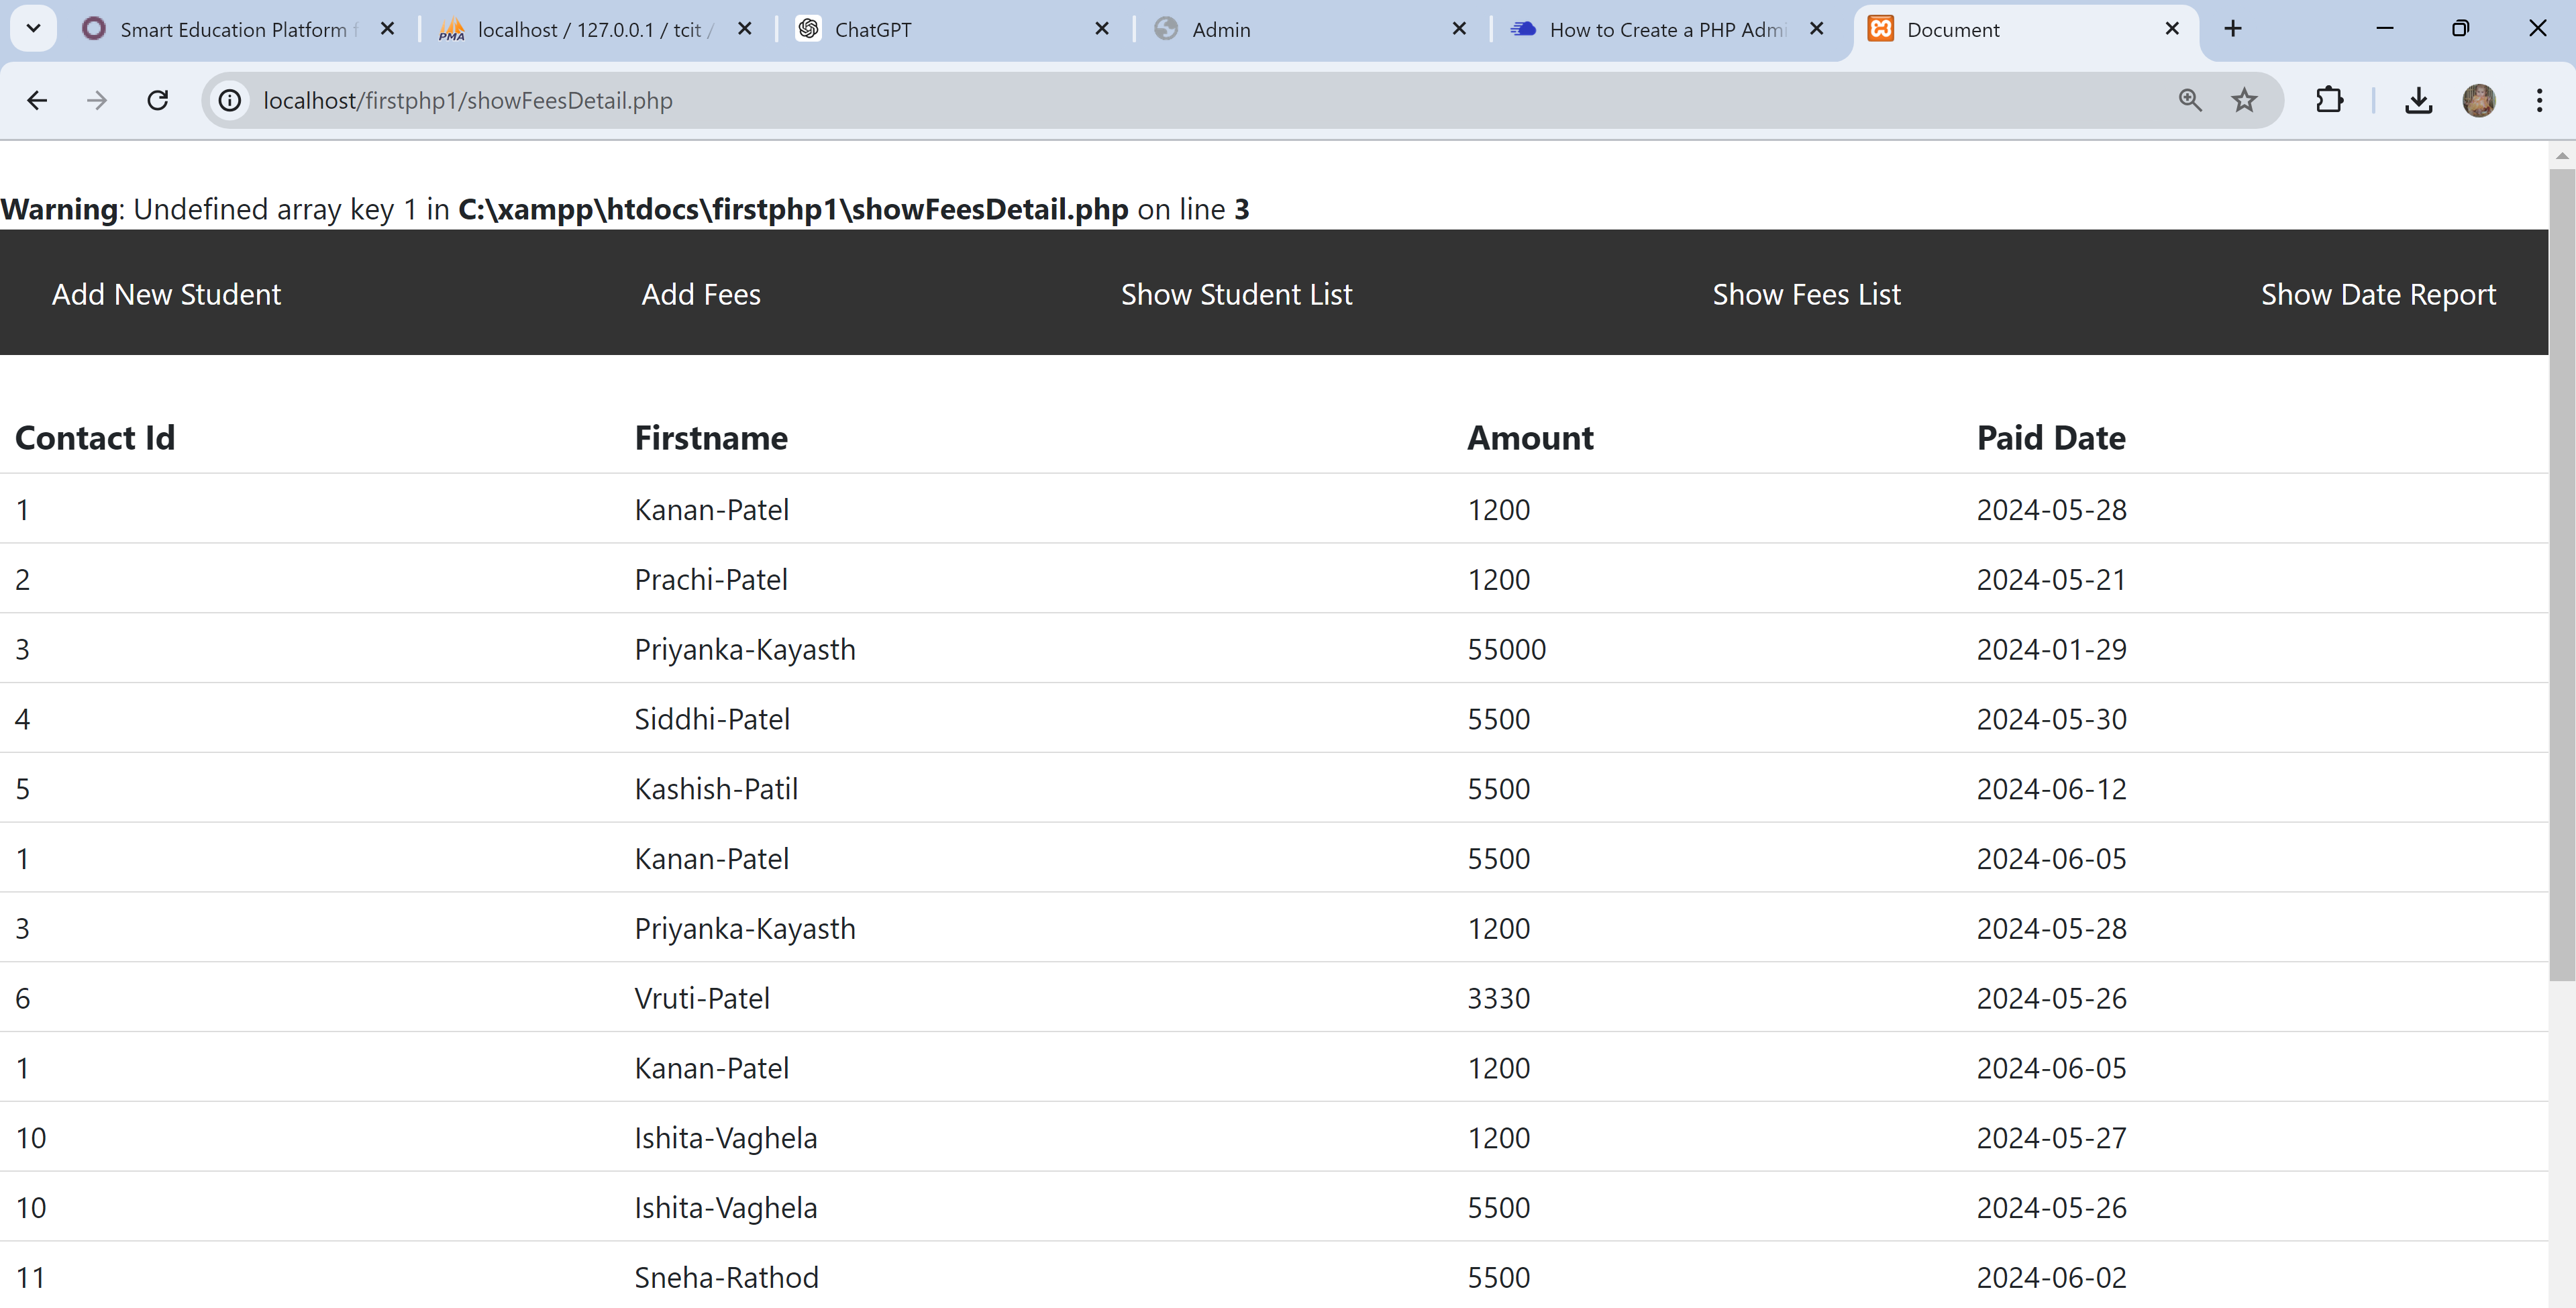 Smart Education Platform f
PMA localhost / 127.0.0.1 / tcit /
ChatGPT
Admin
How to Create a PHP Admi
Document
localhost/firstphp1/showFeesDetail.php
Warning: Undefined array key 1 in C:\xampp\htdocs\firstphp1\showFeesDetail.php on line 3
Add New Student Add Fees Show Student List Show Fees List Show Date Report
Contact Id Firstname Amount Paid Date
1 Kanan-Patel 1200 2024-05-28
2 Prachi-Patel 1200 2024-05-21
3 Priyanka-Kayasth 55000 2024-01-29
4 Siddhi-Patel 5500 2024-05-30
5 Kashish-Patil 5500 2024-06-12
1 Kanan-Patel 5500 2024-06-05
3 Priyanka-Kayasth 1200 2024-05-28
6 Vruti-Patel 3330 2024-05-26
1 Kanan-Patel 1200 2024-06-05
10 Ishita-Vaghela 1200 2024-05-27
10 Ishita-Vaghela 5500 2024-05-26
11 Sneha-Rathod 5500 2024-06-02